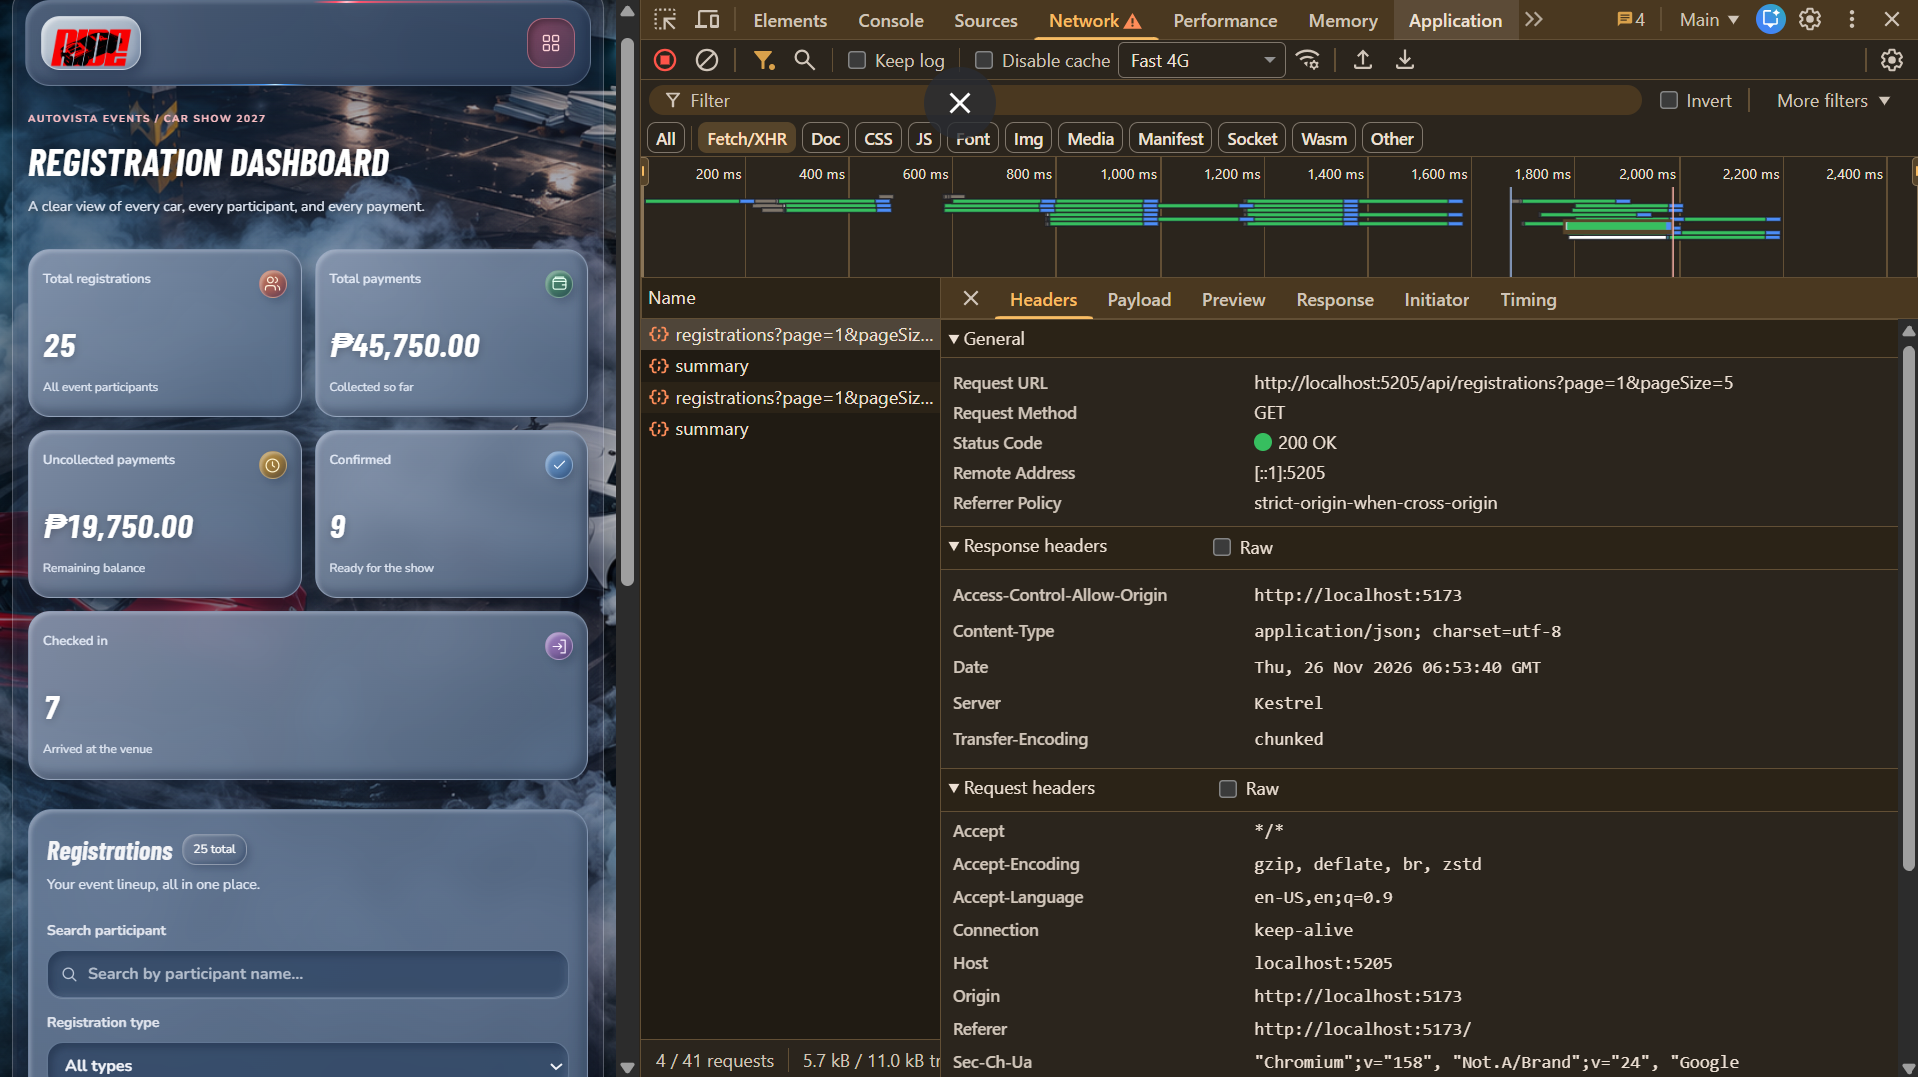 RIDE
AUTOVISTA EVENTS / CAR SHOW 2027
REGISTRATION DASHBOARD
A clear view of every car, every participant, and every payment.
Total registrations
25
All event participants
Total payments
₱45,750.00
Collected so far
Uncollected payments
₱19,750.00
Remaining balance
Confirmed
9
Ready for the show
Checked in
7
Arrived at the venue
Registrations 25 total
Your event lineup, all in one place.
Search participant
Search by participant name...
Registration type
All types
Elements Console Sources Network Performance Memory Application 4 Main
Keep log Disable cache Fast 4G
Filter Invert More filters
All Fetch/XHR Doc CSS JS Font Img Media Manifest Socket Wasm Other
200 ms 400 ms 600 ms 800 ms 1,000 ms 1,200 ms 1,400 ms 1,600 ms 1,800 ms 2,000 ms 2,200 ms 2,400 ms
Name
registrations?page=1&pageSiz...
summary
registrations?page=1&pageSiz...
summary
4 / 41 requests 5.7 kB / 11.0 kB tr
Headers Payload Preview Response Initiator Timing
General
Request URL http://localhost:5205/api/registrations?page=1&pageSize=5
Request Method GET
Status Code 200 OK
Remote Address [::1]:5205
Referrer Policy strict-origin-when-cross-origin
Response headers Raw
Access-Control-Allow-Origin http://localhost:5173
Content-Type application/json; charset=utf-8
Date Thu, 26 Nov 2026 06:53:40 GMT
Server Kestrel
Transfer-Encoding chunked
Request headers Raw
Accept */*
Accept-Encoding gzip, deflate, br, zstd
Accept-Language en-US,en;q=0.9
Connection keep-alive
Host localhost:5205
Origin http://localhost:5173
Referer http://localhost:5173/
Sec-Ch-Ua "Chromium";v="158", "Not.A/Brand";v="24", "Google